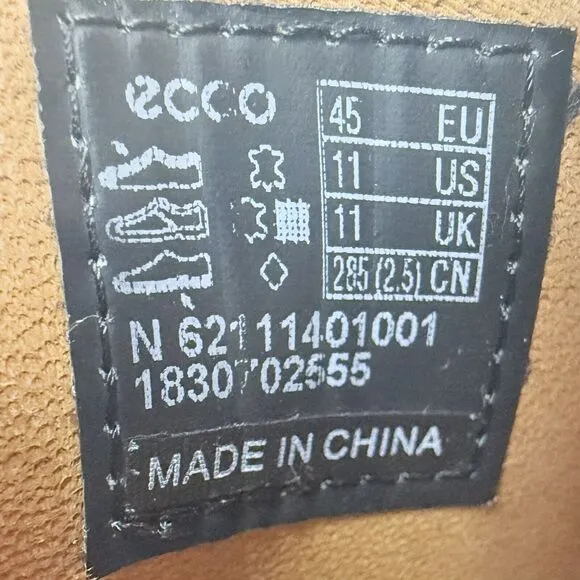 ecco
45 EU
11 US
11 UK
285 (2.5) CN
N 62111401001
1830702555
MADE IN CHINA